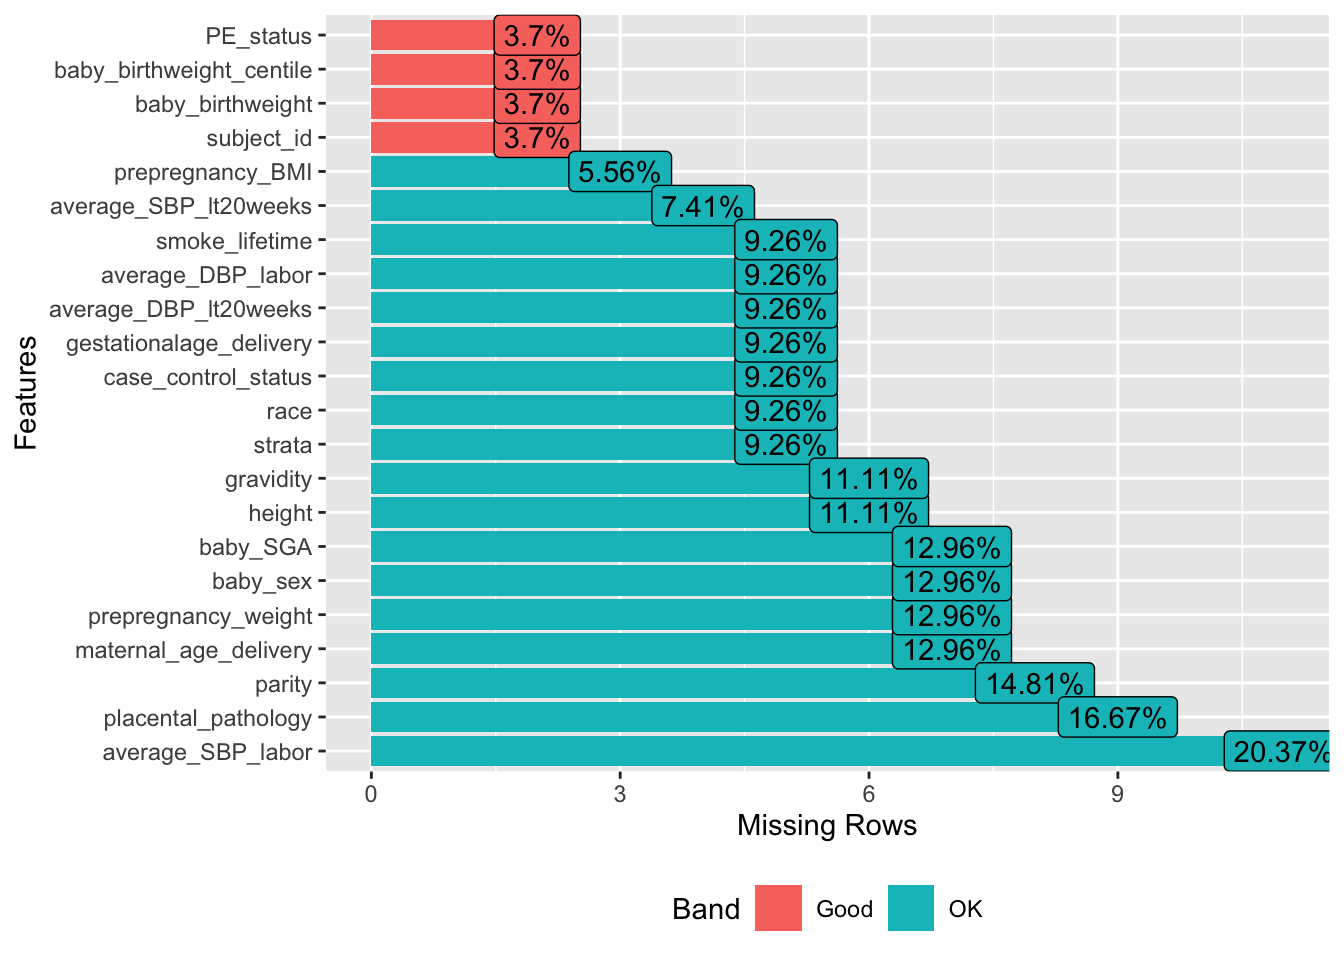 Features
PE_status 3.7%
baby_birthweight_centile 3.7%
baby_birthweight 3.7%
subject_id 3.7%
prepregnancy_BMI 5.56%
average_SBP_lt20weeks 7.41%
smoke_lifetime 9.26%
average_DBP_labor 9.26%
average_DBP_lt20weeks 9.26%
gestationalage_delivery 9.26%
case_control_status 9.26%
race 9.26%
strata 9.26%
gravidity 11.11%
height 11.11%
baby_SGA 12.96%
baby_sex 12.96%
prepregnancy_weight 12.96%
maternal_age_delivery 12.96%
parity 14.81%
placental_pathology 16.67%
average_SBP_labor 20.37%
0 3 6 9
Missing Rows
Band Good OK